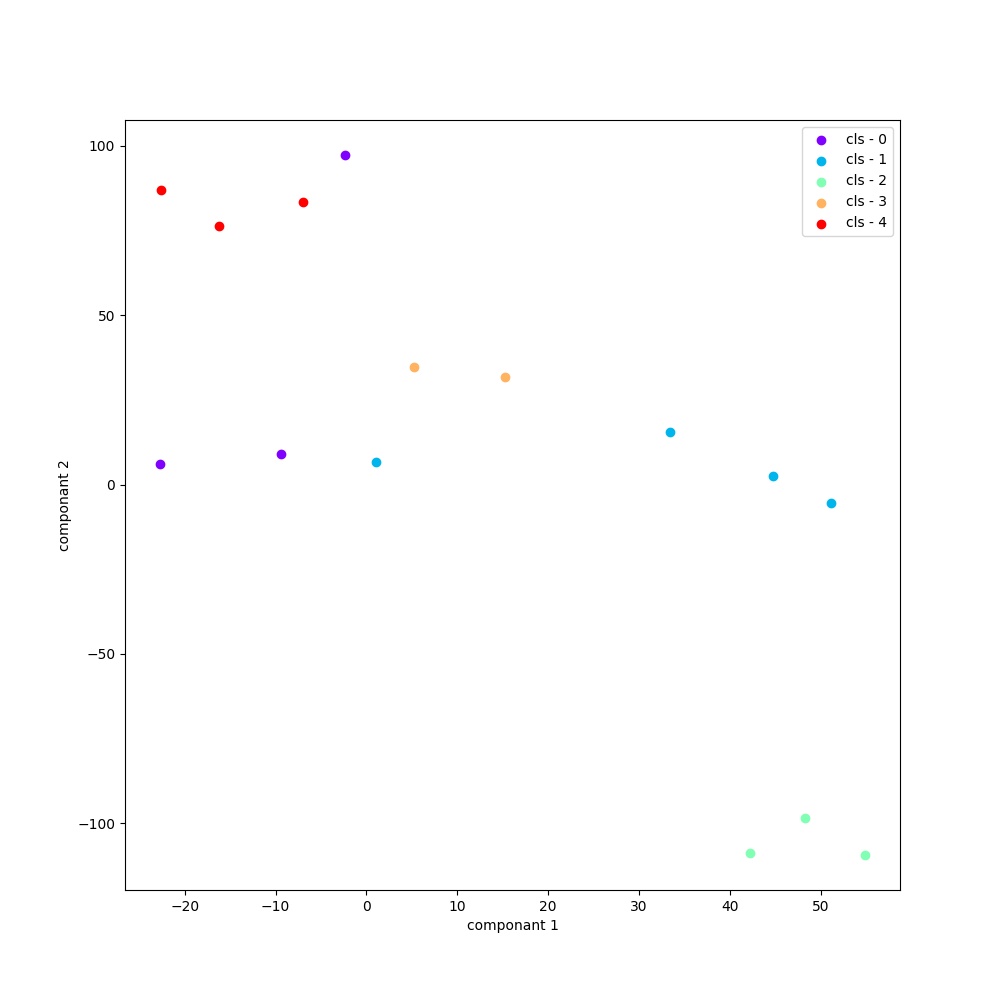 cls - 0
cls - 1
cls - 2
cls - 3
cls - 4
100
50
0
−50
−100
componant 2
−20 −10 0 10 20 30 40 50
componant 1